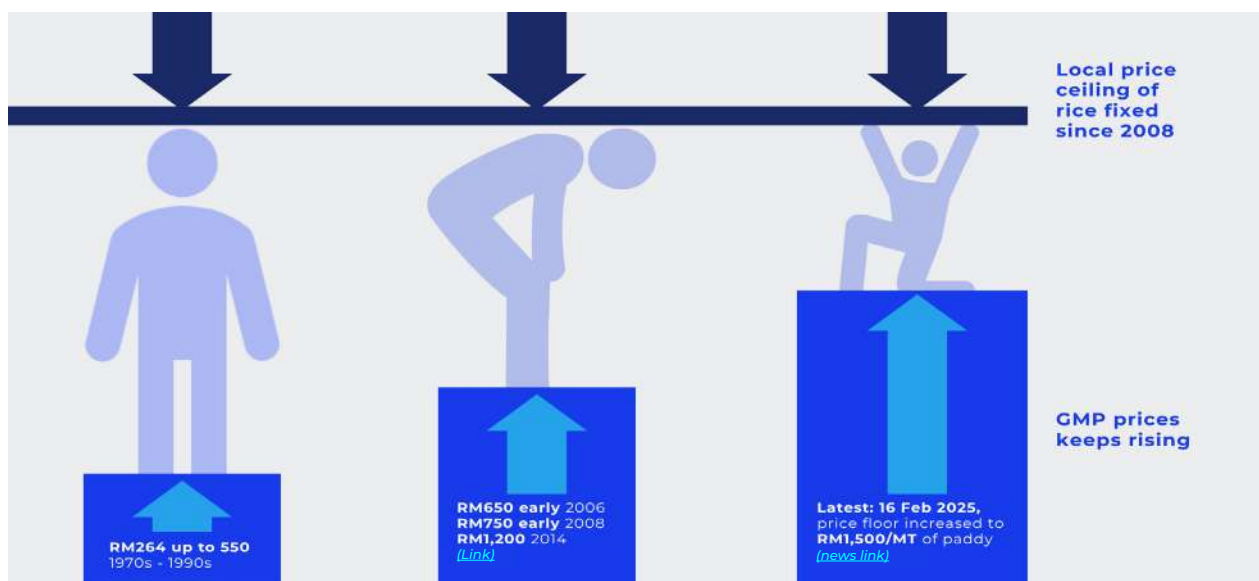 Local price
ceiling of
rice fixed
since 2008
GMP prices
keeps rising
RM264 up to 550
1970s - 1990s
RM650 early 2006
RM750 early 2008
RM1,200 2014
(Link)
Latest: 16 Feb 2025,
price floor increased to
RM1,500/MT of paddy
(news link)